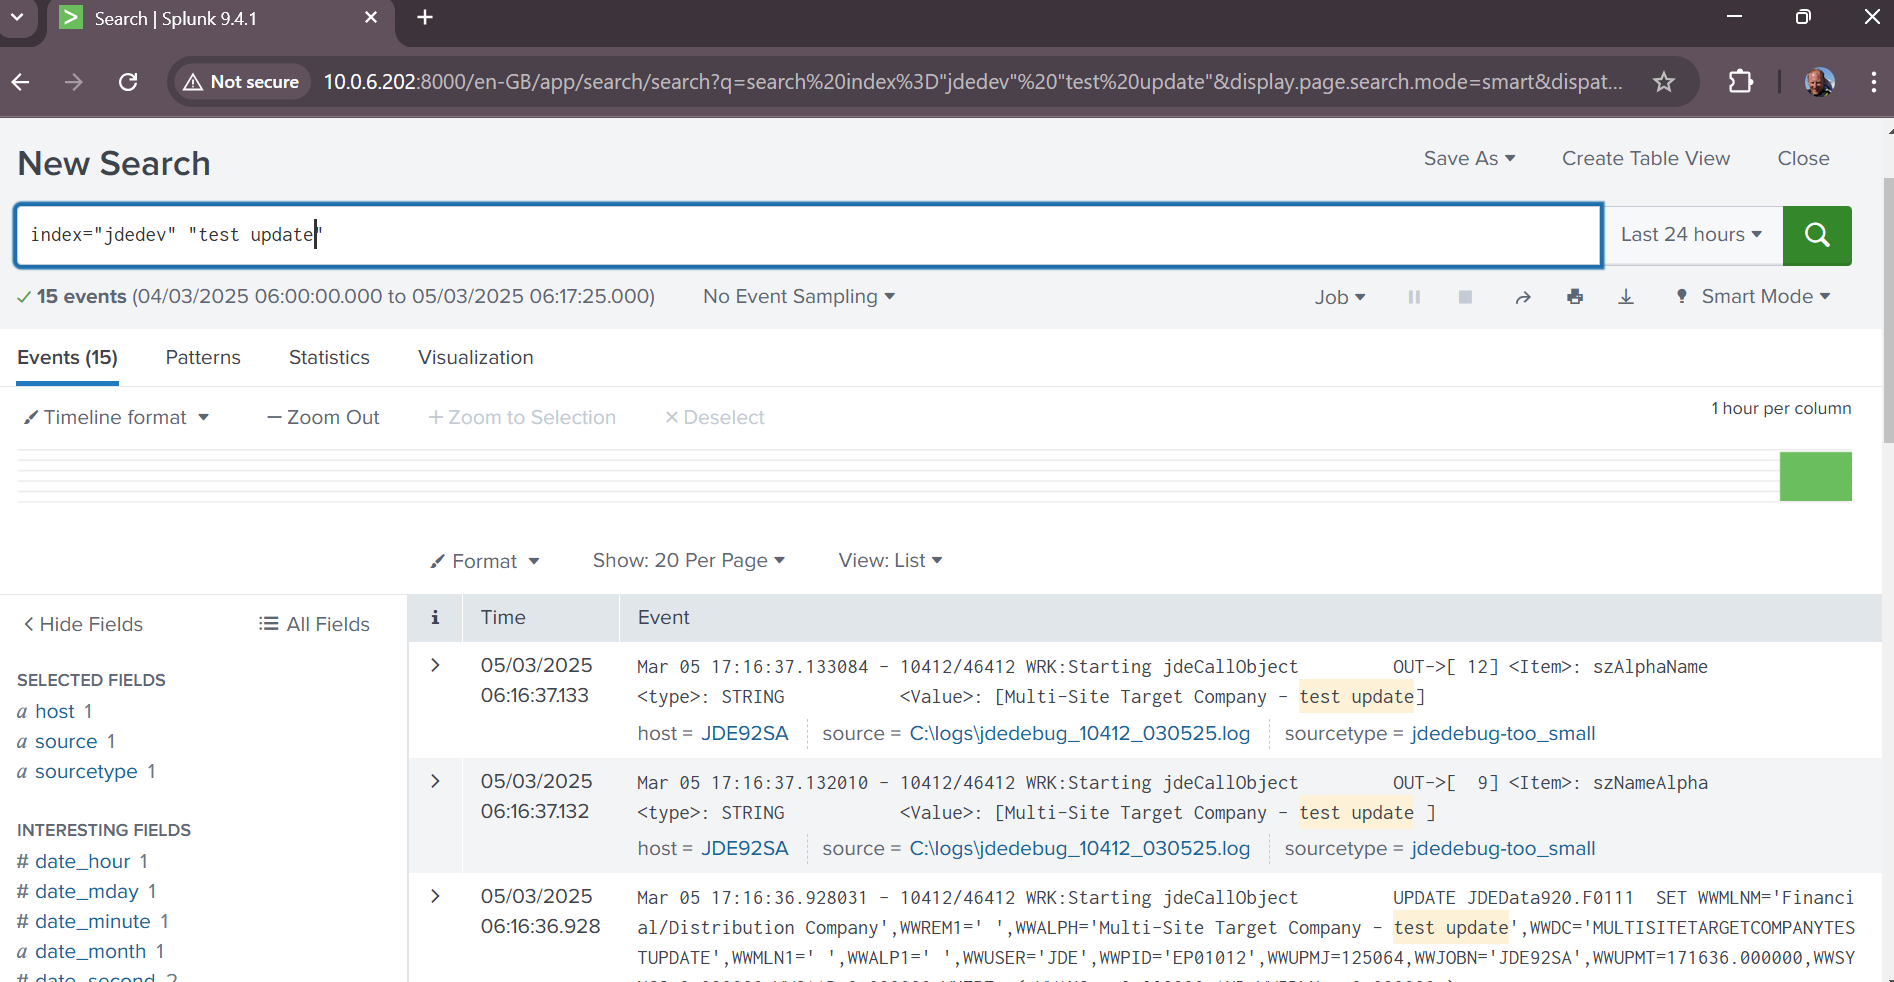 Search | Splunk 9.4.1
Not secure 10.0.6.202:8000/en-GB/app/search/search?q=search%20index%3D"jdedev"%20"test%20update"&display.page.search.mode=smart&dispat...
New Search
Save As Create Table View Close
index="jdedev" "test update"
Last 24 hours
15 events (04/03/2025 06:00:00.000 to 05/03/2025 06:17:25.000) No Event Sampling Job Smart Mode
Events (15) Patterns Statistics Visualization
Timeline format — Zoom Out + Zoom to Selection × Deselect
1 hour per column
Format Show: 20 Per Page View: List
< Hide Fields All Fields
i Time Event
SELECTED FIELDS
a host 1
a source 1
a sourcetype 1
INTERESTING FIELDS
# date_hour 1
# date_mday 1
# date_minute 1
a date_month 1
# date_second 2
> 05/03/2025
06:16:37.133
Mar 05 17:16:37.133084 - 10412/46412 WRK:Starting jdeCallObject OUT->[ 12] <Item>: szAlphaName
<type>: STRING <Value>: [Multi-Site Target Company - test update]
host = JDE92SA source = C:\logs\jdedebug_10412_030525.log sourcetype = jdedebug-too_small
> 05/03/2025
06:16:37.132
Mar 05 17:16:37.132010 - 10412/46412 WRK:Starting jdeCallObject OUT->[ 9] <Item>: szNameAlpha
<type>: STRING <Value>: [Multi-Site Target Company - test update ]
host = JDE92SA source = C:\logs\jdedebug_10412_030525.log sourcetype = jdedebug-too_small
> 05/03/2025
06:16:36.928
Mar 05 17:16:36.928031 - 10412/46412 WRK:Starting jdeCallObject UPDATE JDEData920.F0111 SET WWMLNM='Financi
al/Distribution Company',WWREM1=' ',WWALPH='Multi-Site Target Company - test update',WWDC='MULTISITETARGETCOMPANYTES
TUPDATE',WWMLN1=' ',WWALP1=' ',WWUSER='JDE',WWPID='EP01012',WWUPMJ=125064,WWJOBN='JDE92SA',WWUPMT=171636.000000,WWSY